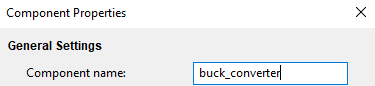 Component Properties
General Settings
Component name: buck_converter